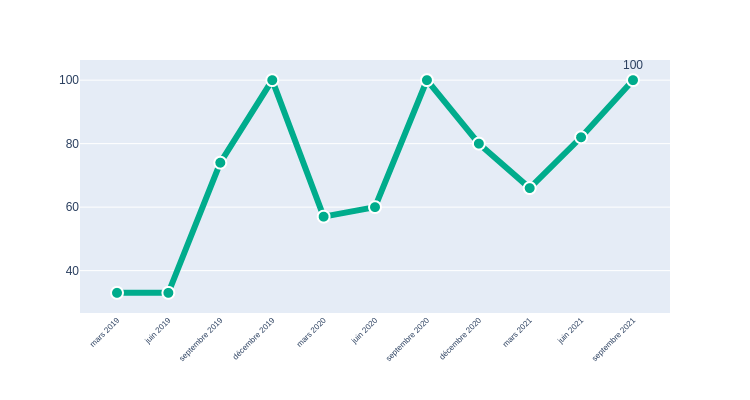 100
100
80
60
40
mars 2019
juin 2019
septembre 2019
décembre 2019
mars 2020
juin 2020
septembre 2020
décembre 2020
mars 2021
juin 2021
septembre 2021